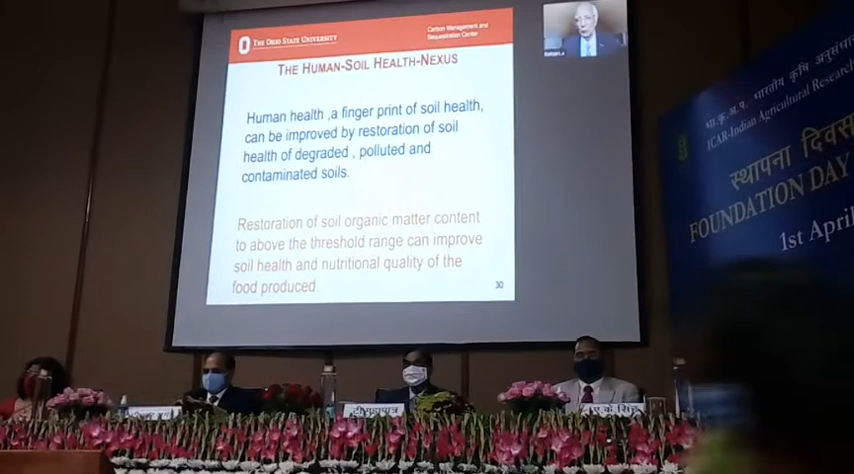 THE OHIO STATE UNIVERSITY
Carbon Management and
Sequestration Center
THE HUMAN-SOIL HEALTH-NEXUS
Human health ,a finger print of soil health,
can be improved by restoration of soil
health of degraded , polluted and
contaminated soils.
Restoration of soil organic matter content
to above the threshold range can improve
soil health and nutritional quality of the
food produced.
30
भा.कृ.अ.प. भारतीय कृषि अनुसंधान
ICAR-Indian Agricultural Research
स्थापना दिवस
FOUNDATION DAY
1st April
ए.के सिंह